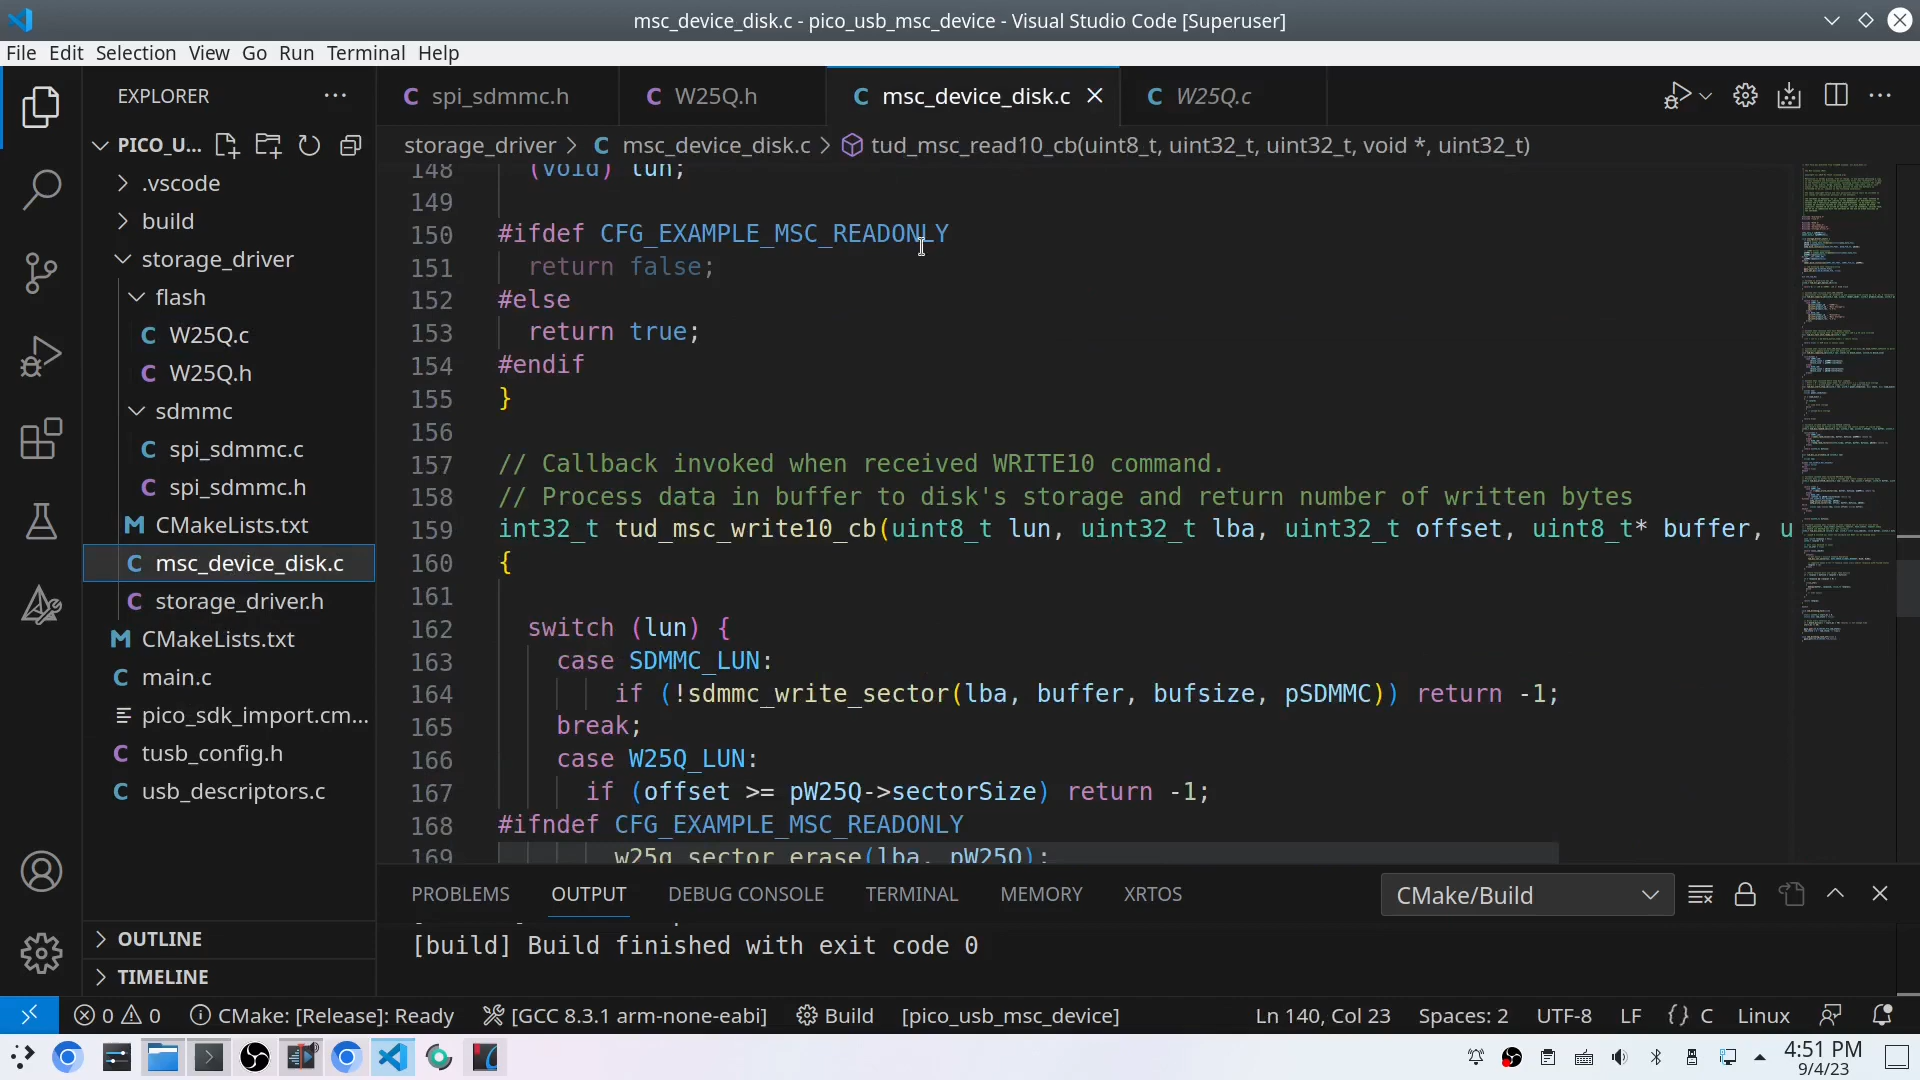 msc_device_disk.c - pico_usb_msc_device - Visual Studio Code [Superuser]
File Edit Selection View Go Run Terminal Help
EXPLORER
PICO_U...
.vscode
build
storage_driver
flash
C W25Q.c
C W25Q.h
sdmmc
C spi_sdmmc.c
C spi_sdmmc.h
M CMakeLists.txt
C msc_device_disk.c
C storage_driver.h
M CMakeLists.txt
C main.c
pico_sdk_import.cm...
C tusb_config.h
C usb_descriptors.c
OUTLINE
TIMELINE
C spi_sdmmc.h C W25Q.h C msc_device_disk.c C W25Q.c
storage_driver > C msc_device_disk.c > tud_msc_read10_cb(uint8_t, uint32_t, uint32_t, void *, uint32_t)
148 (void) lun;
149
150 #ifdef CFG_EXAMPLE_MSC_READONLY
151 return false;
152 #else
153 return true;
154 #endif
155 }
156
157 // Callback invoked when received WRITE10 command.
158 // Process data in buffer to disk's storage and return number of written bytes
159 int32_t tud_msc_write10_cb(uint8_t lun, uint32_t lba, uint32_t offset, uint8_t* buffer, u
160 {
161
162 switch (lun) {
163 case SDMMC_LUN:
164 if (!sdmmc_write_sector(lba, buffer, bufsize, pSDMMC)) return -1;
165 break;
166 case W25Q_LUN:
167 if (offset >= pW25Q->sectorSize) return -1;
168 #ifndef CFG_EXAMPLE_MSC_READONLY
169 w25q_sector_erase(lba, pW25Q);
PROBLEMS OUTPUT DEBUG CONSOLE TERMINAL MEMORY XRTOS CMake/Build
[build] Build finished with exit code 0
0 0 CMake: [Release]: Ready [GCC 8.3.1 arm-none-eabi] Build [pico_usb_msc_device] Ln 140, Col 23 Spaces: 2 UTF-8 LF {} C Linux
4:51 PM
9/4/23